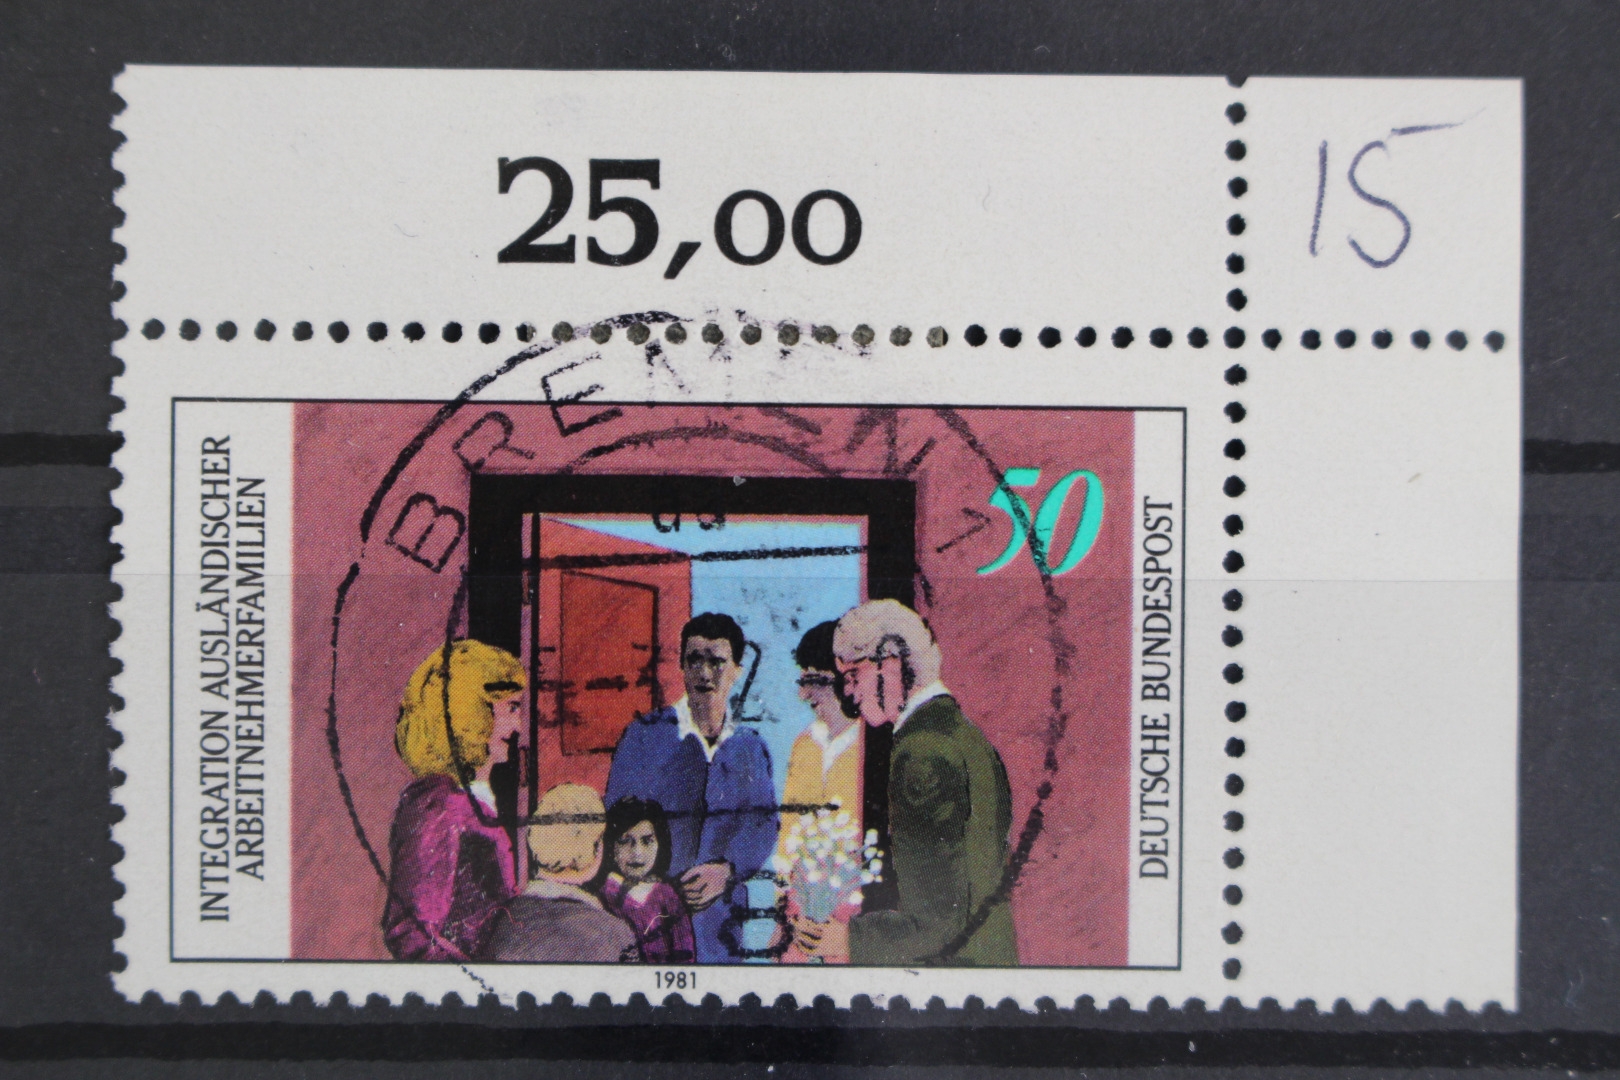 25,00
15
BREMEN
INTEGRATION AUSLÄNDISCHER
ARBEITNEHMERFAMILIEN
50
DEUTSCHE BUNDESPOST
1981